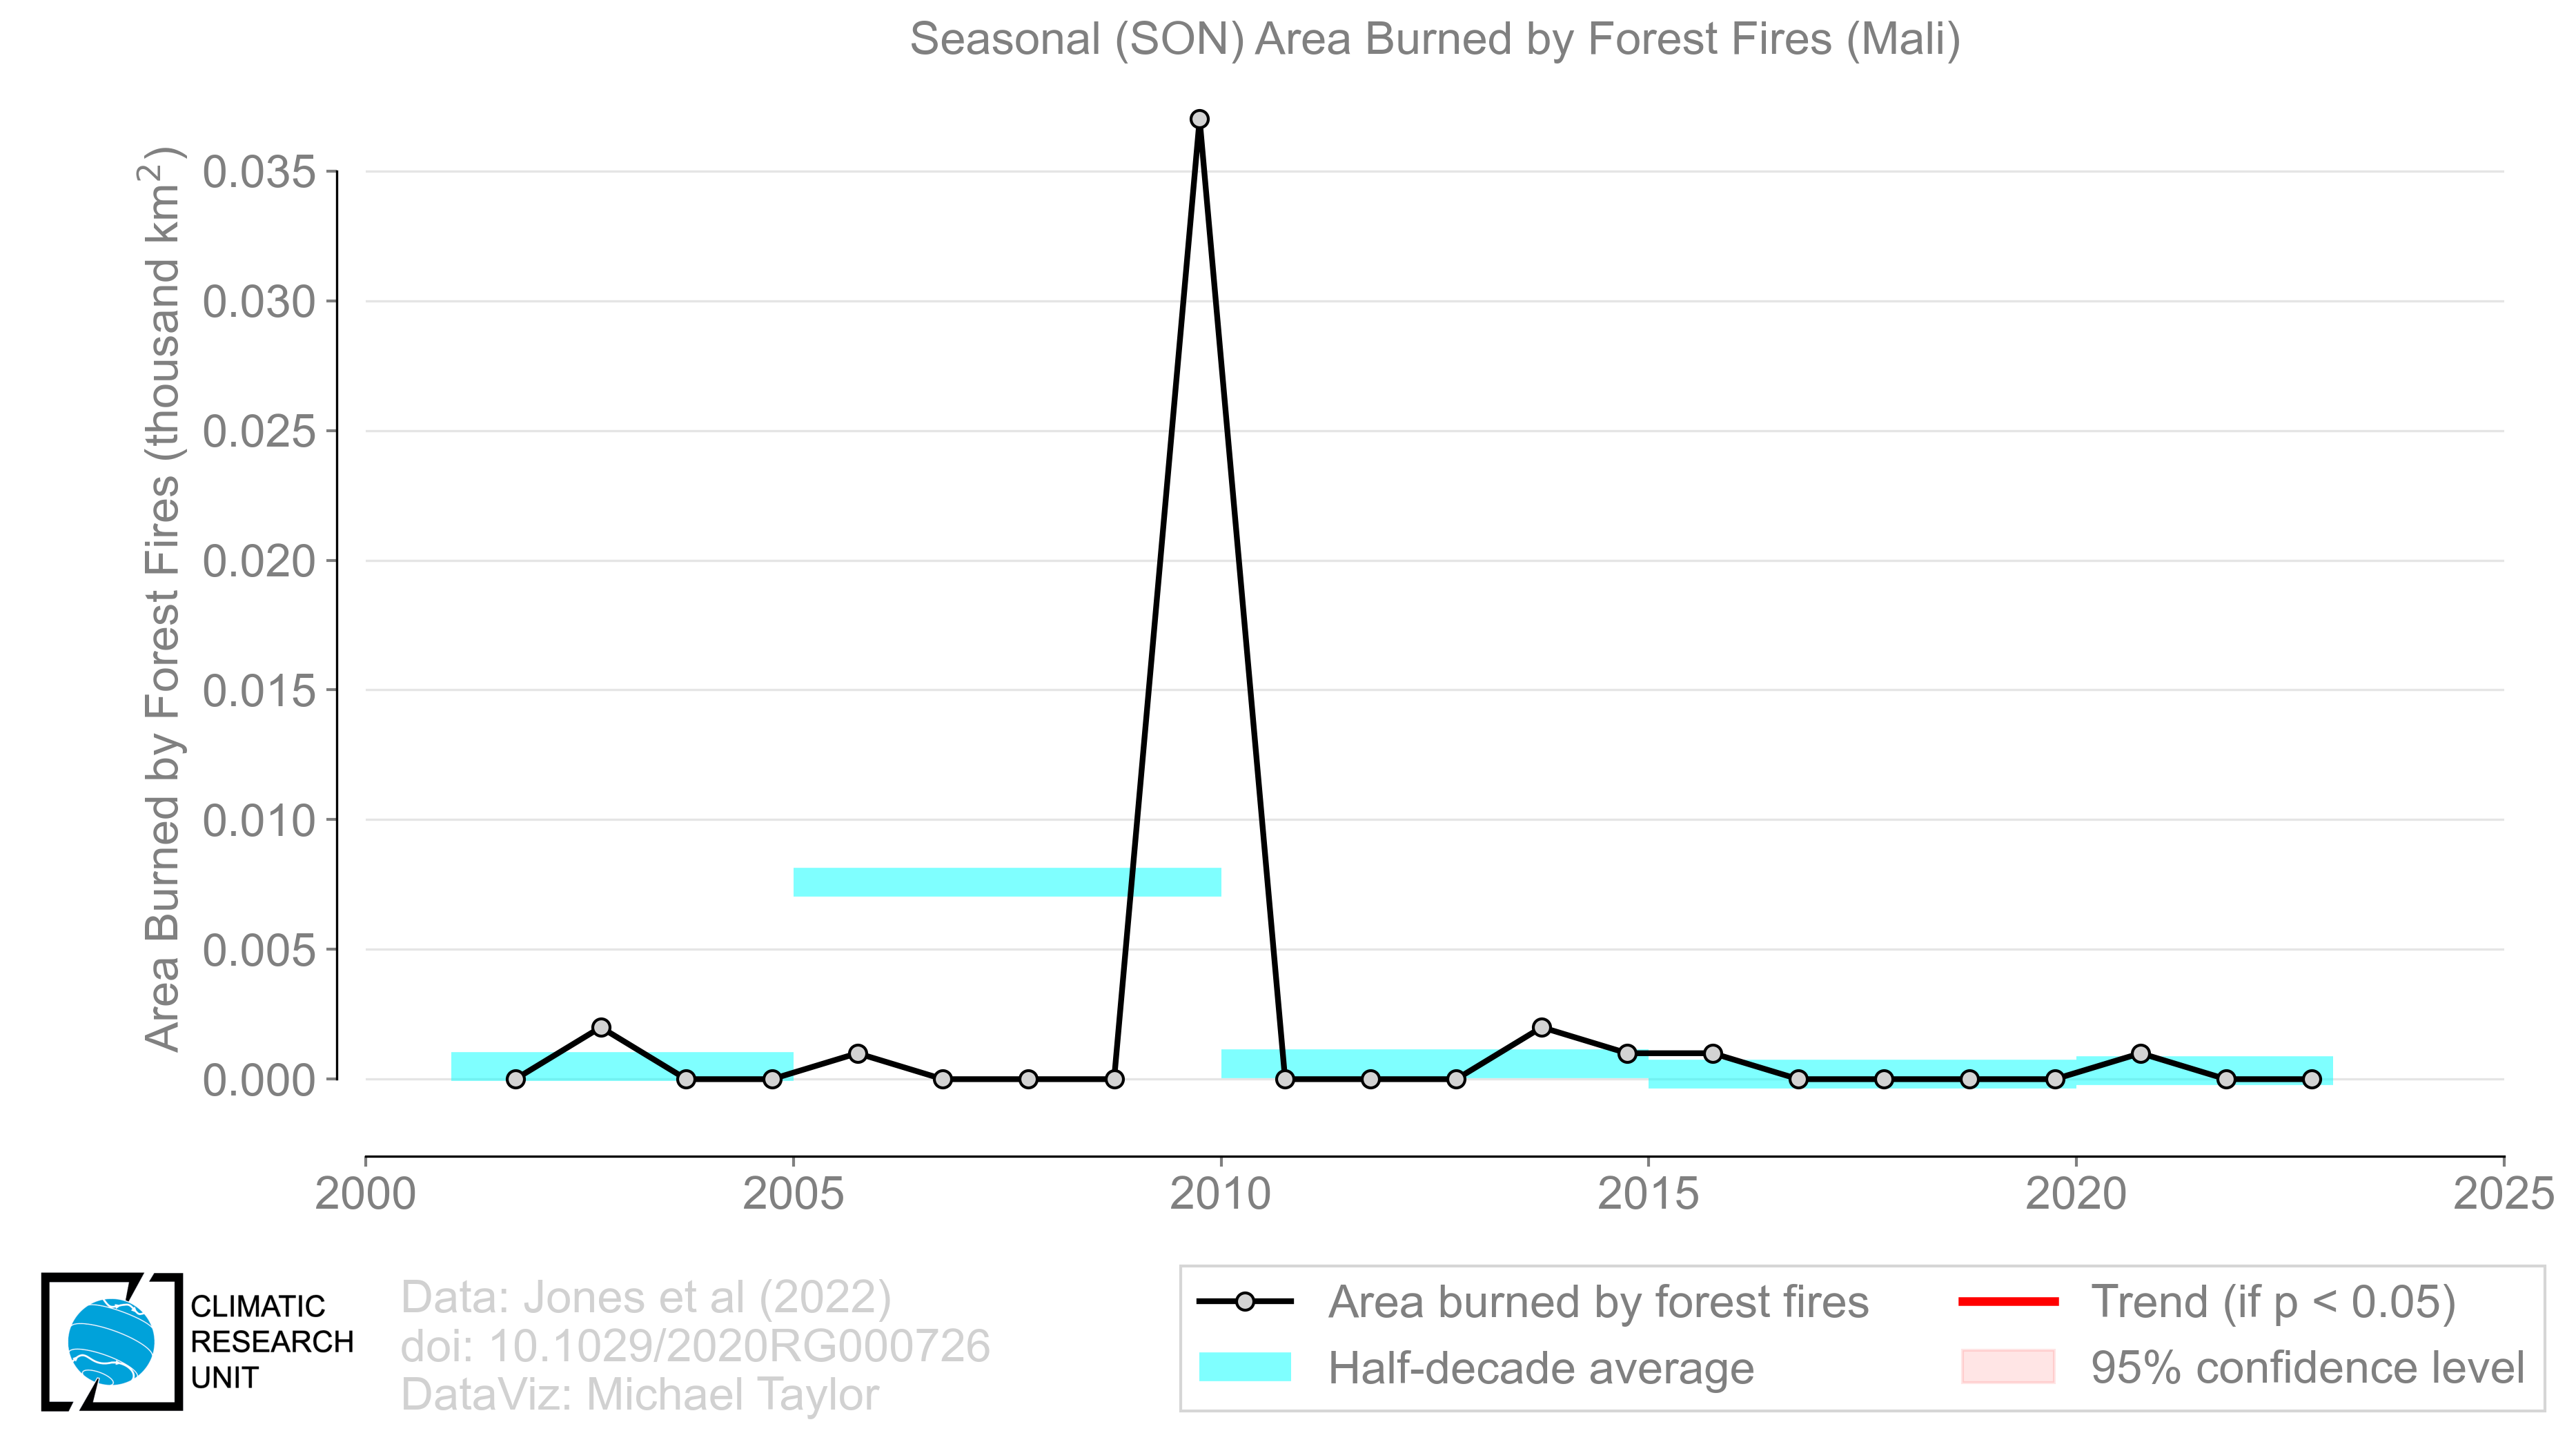 Seasonal (SON) Area Burned by Forest Fires (Mali)
Area Burned by Forest Fires (thousand km²)
0.035
0.030
0.025
0.020
0.015
0.010
0.005
0.000
2000 2005 2010 2015 2020 2025
CLIMATIC
RESEARCH
UNIT
Data: Jones et al (2022)
doi: 10.1029/2020RG000726
DataViz: Michael Taylor
Area burned by forest fires
Half-decade average
Trend (if p < 0.05)
95% confidence level